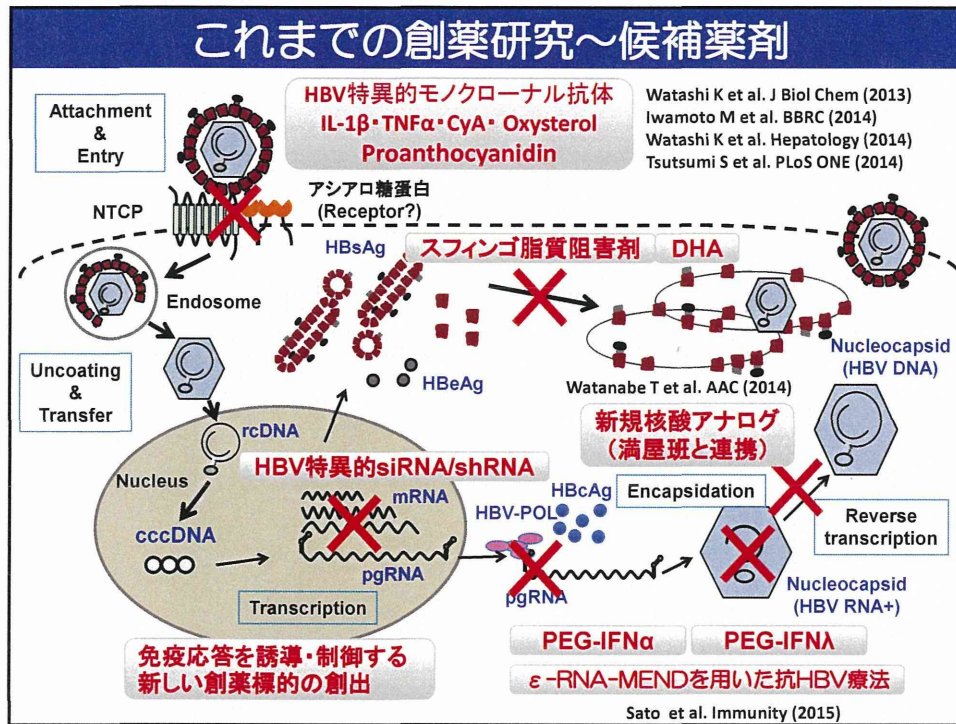 これまでの創薬研究～候補薬剤
Attachment
&
Entry
HBV特異的モノクローナル抗体
IL-1β・TNFα・CyA・ Oxysterol
Proanthocyanidin
Watashi K et al. J Biol Chem (2013)
Iwamoto M et al. BBRC (2014)
Watashi K et al. Hepatology (2014)
Tsutsumi S et al. PLoS ONE (2014)
NTCP
アシアロ糖蛋白
(Receptor?)
HBsAg
スフィンゴ脂質阻害剤
DHA
Endosome
Uncoating
&
Transfer
HBeAg
Watanabe T et al. AAC (2014)
Nucleocapsid
(HBV DNA)
新規核酸アナログ
（満屋班と連携）
rcDNA
Nucleus
HBV特異的siRNA/shRNA
mRNA
cccDNA
pgRNA
Transcription
HBV-POL
HBcAg
pgRNA
Encapsidation
Reverse
transcription
Nucleocapsid
(HBV RNA+)
免疫応答を誘導・制御する
新しい創薬標的の創出
PEG-IFNα
PEG-IFNλ
ε-RNA-MENDを用いた抗HBV療法
Sato et al. Immunity (2015)